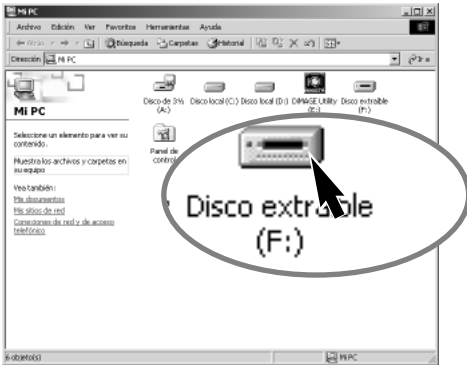 Mi PC
Archivo Edición Ver Favoritos Herramientas Ayuda
Atrás Búsqueda Carpetas Historial
Dirección Mi PC Ir a
Mi PC
Seleccione un elemento para ver su
contenido.
Muestra los archivos y carpetas en
su equipo
Vea también:
Mis documentos
Mis sitios de red
Conexiones de red y de acceso
telefónico
Disco de 3½
(A:)
Disco local (C:)
Disco local (D:)
DiMAGE Utility
(E:)
Disco extraíble
(F:)
Panel de
control
Disco extraíble
(F:)
6 objeto(s)
Mi PC